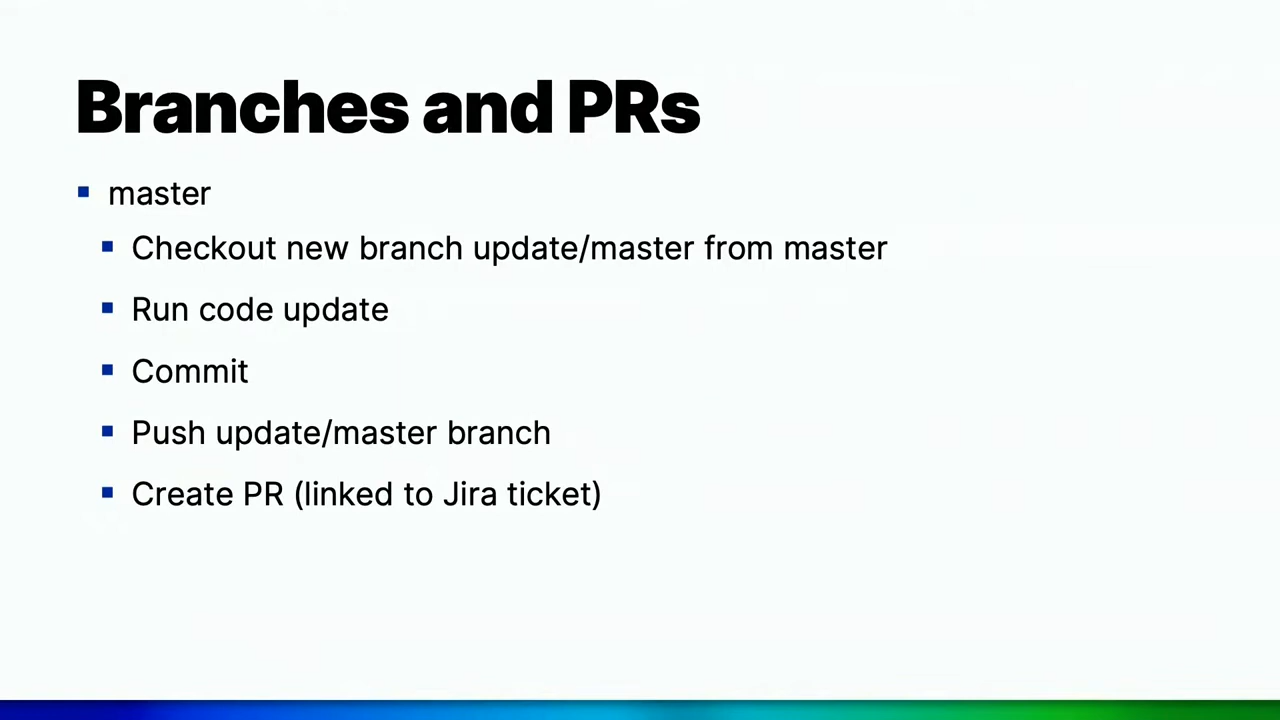 Branches and PRs
master
Checkout new branch update/master from master
Run code update
Commit
Push update/master branch
Create PR (linked to Jira ticket)